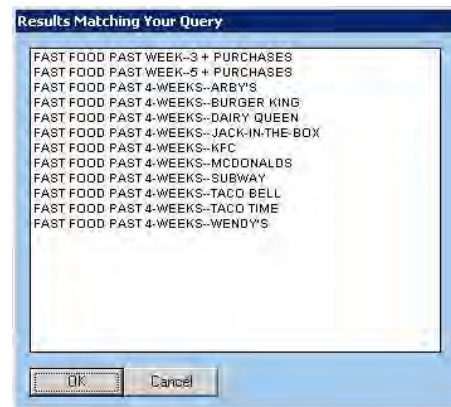 Results Matching Your Query
FAST FOOD PAST WEEK--3 + PURCHASES
FAST FOOD PAST WEEK--5 + PURCHASES
FAST FOOD PAST 4-WEEKS--ARBY'S
FAST FOOD PAST 4-WEEKS--BURGER KING
FAST FOOD PAST 4-WEEKS--DAIRY QUEEN
FAST FOOD PAST 4-WEEKS--JACK-IN-THE-BOX
FAST FOOD PAST 4-WEEKS--KFC
FAST FOOD PAST 4-WEEKS--MCDONALDS
FAST FOOD PAST 4-WEEKS--SUBWAY
FAST FOOD PAST 4-WEEKS--TACO BELL
FAST FOOD PAST 4-WEEKS--TACO TIME
FAST FOOD PAST 4-WEEKS--WENDY'S
OK Cancel